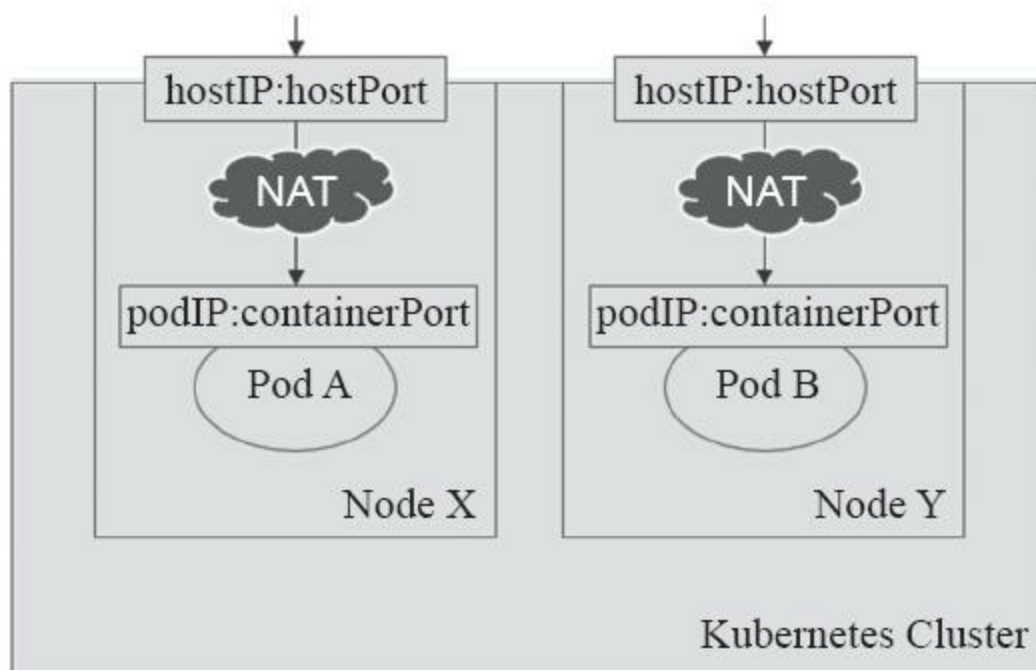 hostIP:hostPort
hostIP:hostPort
NAT
NAT
podIP:containerPort
podIP:containerPort
Pod A
Pod B
Node X
Node Y
Kubernetes Cluster